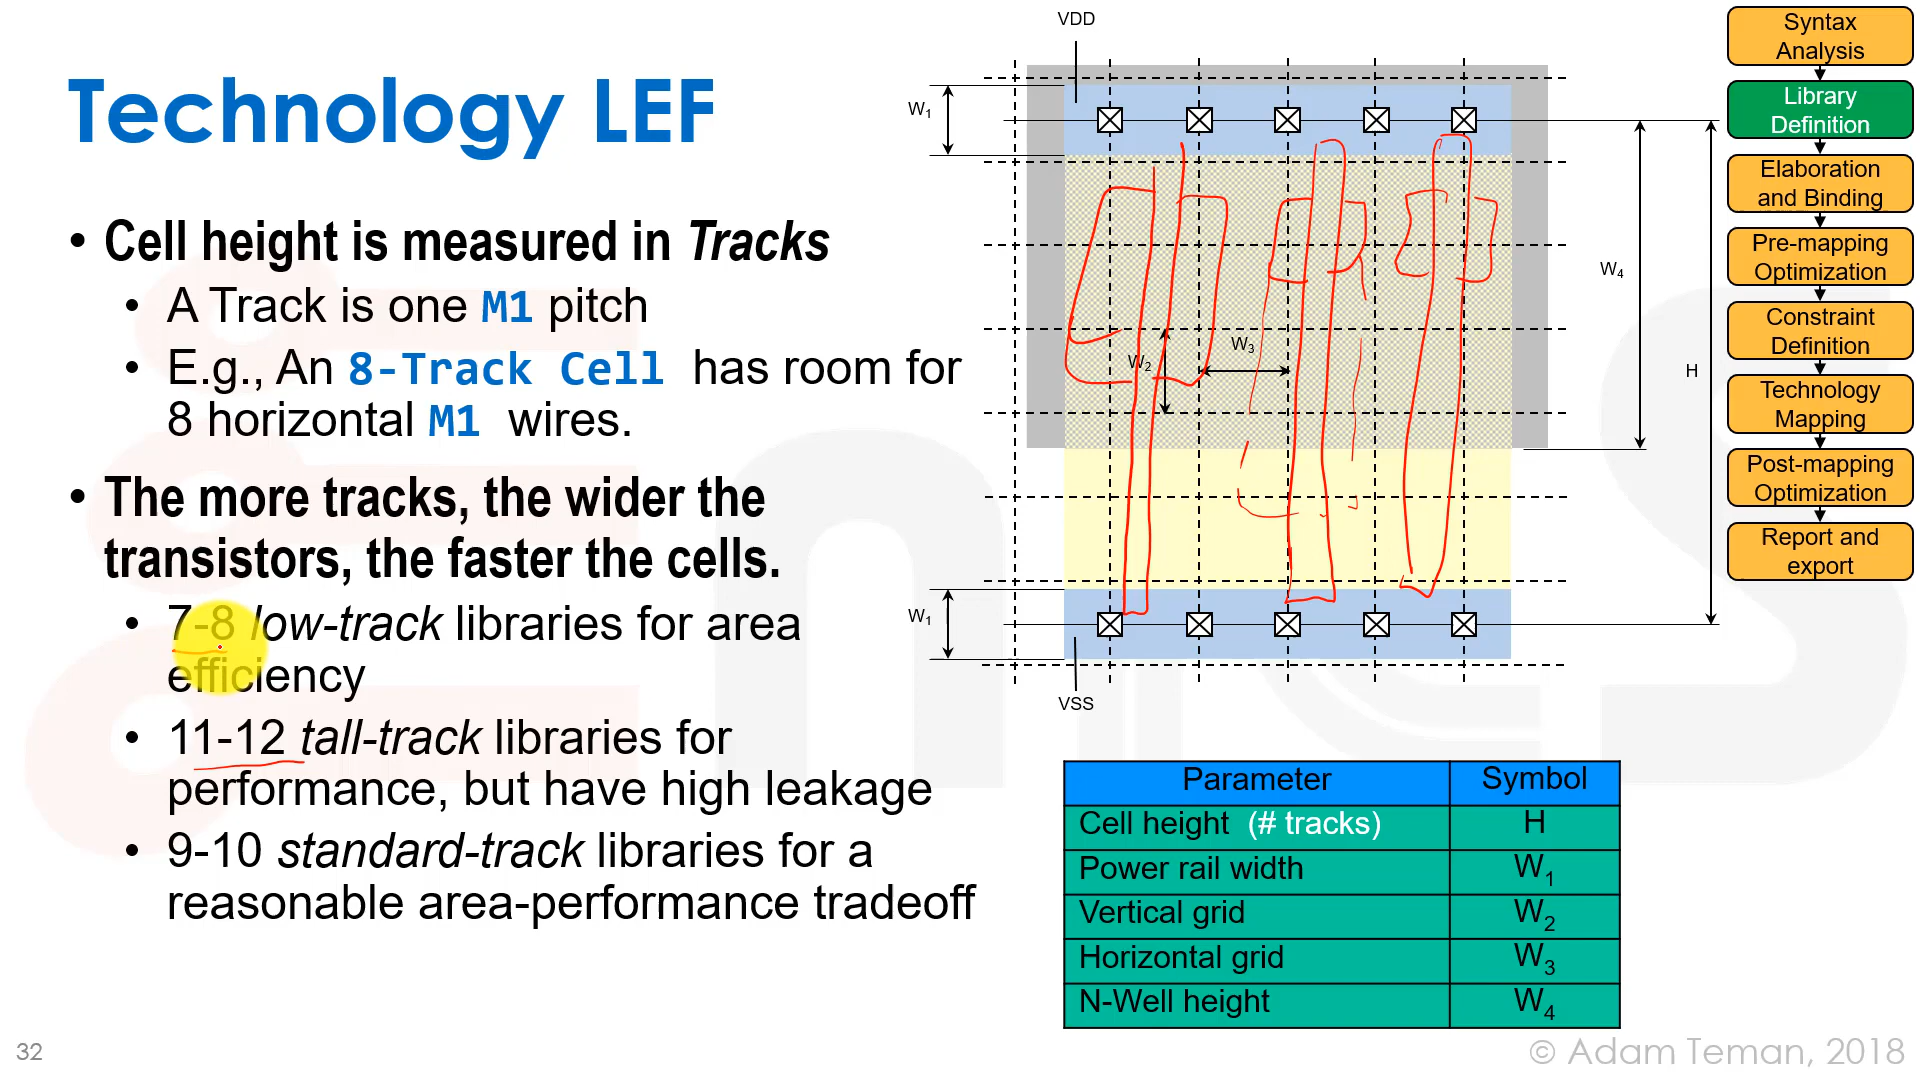 Technology LEF
• Cell height is measured in Tracks
• A Track is one M1 pitch
• E.g., An 8-Track Cell has room for
8 horizontal M1 wires.
• The more tracks, the wider the
transistors, the faster the cells.
• 7-8 low-track libraries for area
efficiency
• 11-12 tall-track libraries for
performance, but have high leakage
• 9-10 standard-track libraries for a
reasonable area-performance tradeoff
VDD
W1
W4
W3
W2
H
W1
VSS
Parameter Symbol
Cell height (# tracks) H
Power rail width W1
Vertical grid W2
Horizontal grid W3
N-Well height W4
Syntax
Analysis
Library
Definition
Elaboration
and Binding
Pre-mapping
Optimization
Constraint
Definition
Technology
Mapping
Post-mapping
Optimization
Report and
export
32
© Adam Teman, 2018